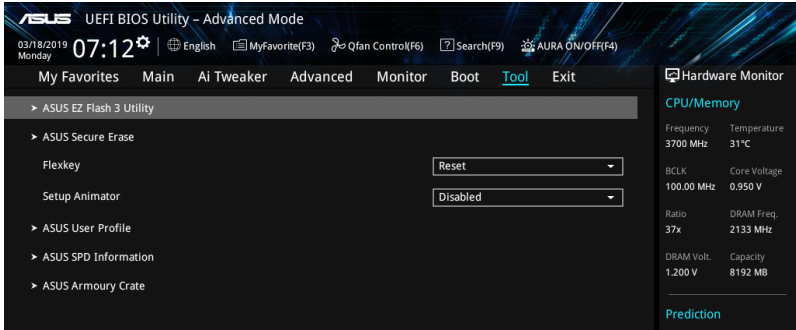 ASUS UEFI BIOS Utility – Advanced Mode
03/18/2019 Monday 07:12 English MyFavorite(F3) Qfan Control(F6) ? Search(F9) AURA ON/OFF(F4)
My Favorites Main Ai Tweaker Advanced Monitor Boot Tool Exit
Hardware Monitor
> ASUS EZ Flash 3 Utility
> ASUS Secure Erase
Flexkey Reset
Setup Animator Disabled
> ASUS User Profile
> ASUS SPD Information
> ASUS Armoury Crate
CPU/Memory
Frequency Temperature
3700 MHz 31°C
BCLK Core Voltage
100.00 MHz 0.950 V
Ratio DRAM Freq.
37x 2133 MHz
DRAM Volt. Capacity
1.200 V 8192 MB
Prediction